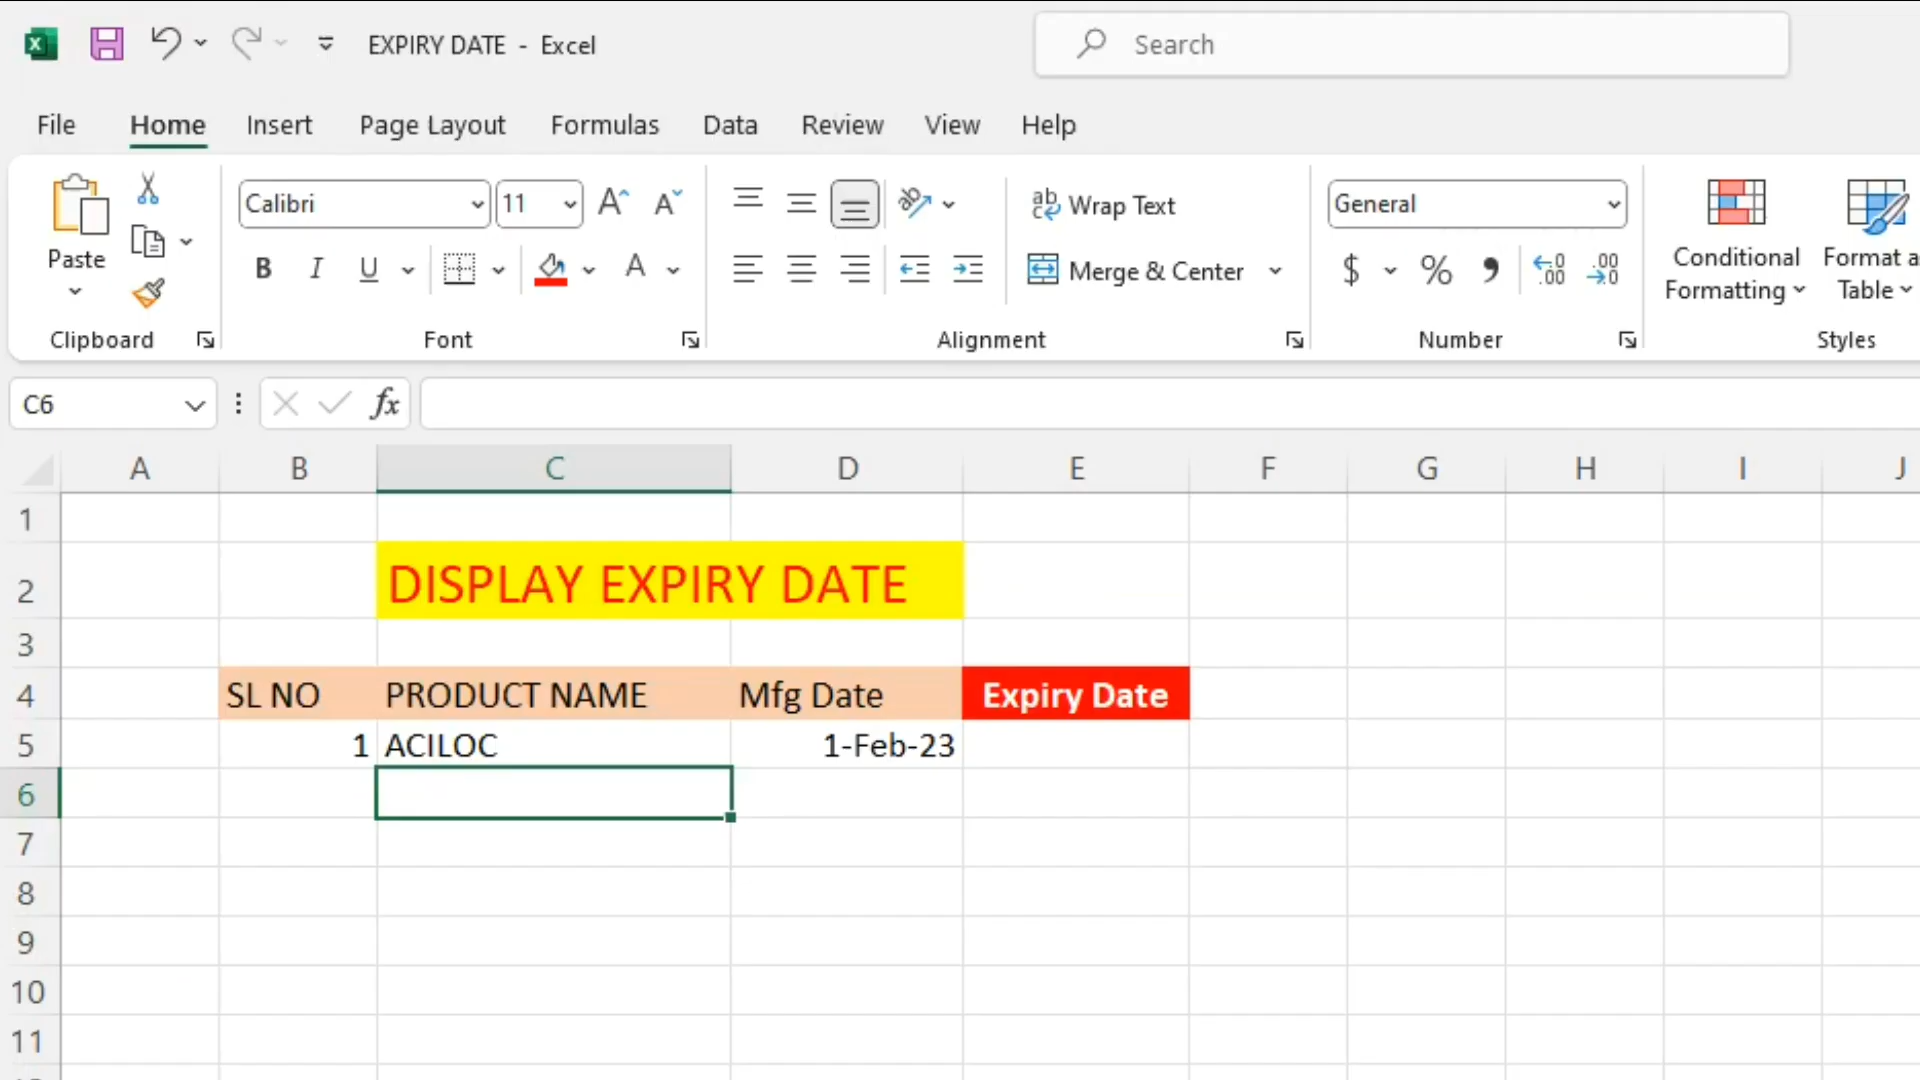 EXPIRY DATE - Excel
Search
File Home Insert Page Layout Formulas Data Review View Help
Calibri 11 ab Wrap Text General
Paste
B I U A Merge & Center $ % Conditional Formatting Format a Table
Clipboard Font Alignment Number Styles
C6 fx
A B C D E F G H I J
1
2 DISPLAY EXPIRY DATE
3
4 SL NO PRODUCT NAME Mfg Date Expiry Date
5 1 ACILOC 1-Feb-23
6
7
8
9
10
11